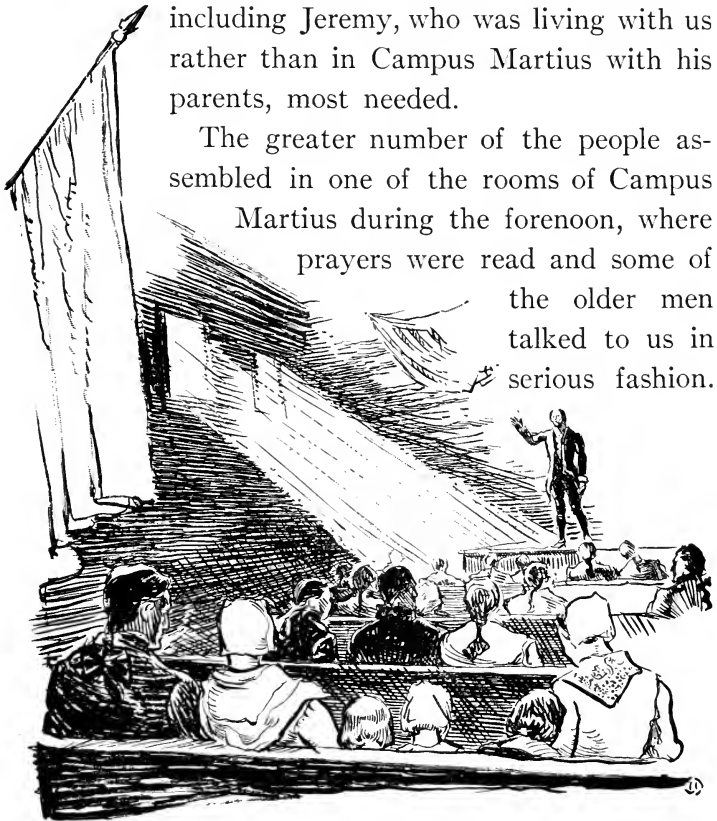 including Jeremy, who was living with us
rather than in Campus Martius with his
parents, most needed.
The greater number of the people as-
sembled in one of the rooms of Campus
Martius during the forenoon, where
prayers were read and some of
the older men
talked to us in
serious fashion.